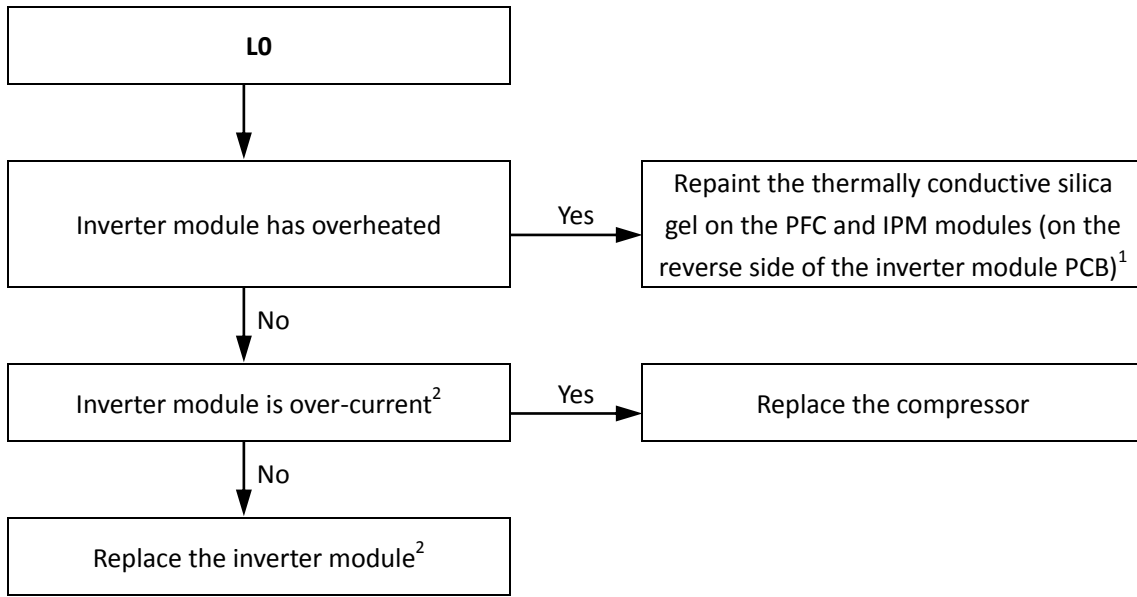 L0
Inverter module has overheated
Yes
Repaint the thermally conductive silica
gel on the PFC and IPM modules (on the
reverse side of the inverter module PCB)¹
No
Inverter module is over-current²
Yes
Replace the compressor
No
Replace the inverter module²